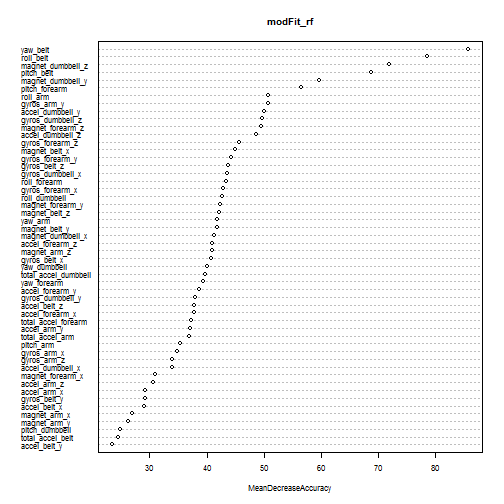 modFit_rf
yaw_belt
roll_belt
magnet_dumbbell_z
pitch_belt
magnet_dumbbell_y
pitch_forearm
roll_arm
gyros_arm_y
accel_dumbbell_y
gyros_dumbbell_z
magnet_forearm_z
accel_dumbbell_z
gyros_forearm_z
magnet_belt_x
gyros_forearm_y
gyros_belt_z
gyros_dumbbell_x
roll_forearm
gyros_forearm_x
roll_dumbbell
magnet_forearm_y
magnet_belt_z
yaw_arm
magnet_belt_y
magnet_dumbbell_x
accel_forearm_z
magnet_arm_z
gyros_belt_x
yaw_dumbbell
total_accel_dumbbell
yaw_forearm
accel_forearm_y
gyros_dumbbell_y
accel_belt_z
accel_forearm_x
total_accel_forearm
accel_arm_y
total_accel_arm
pitch_arm
gyros_arm_x
gyros_arm_z
accel_dumbbell_x
magnet_forearm_x
accel_arm_z
accel_arm_x
gyros_belt_y
accel_belt_x
magnet_arm_x
magnet_arm_y
pitch_dumbbell
total_accel_belt
accel_belt_y
30 40 50 60 70 80
MeanDecreaseAccuracy